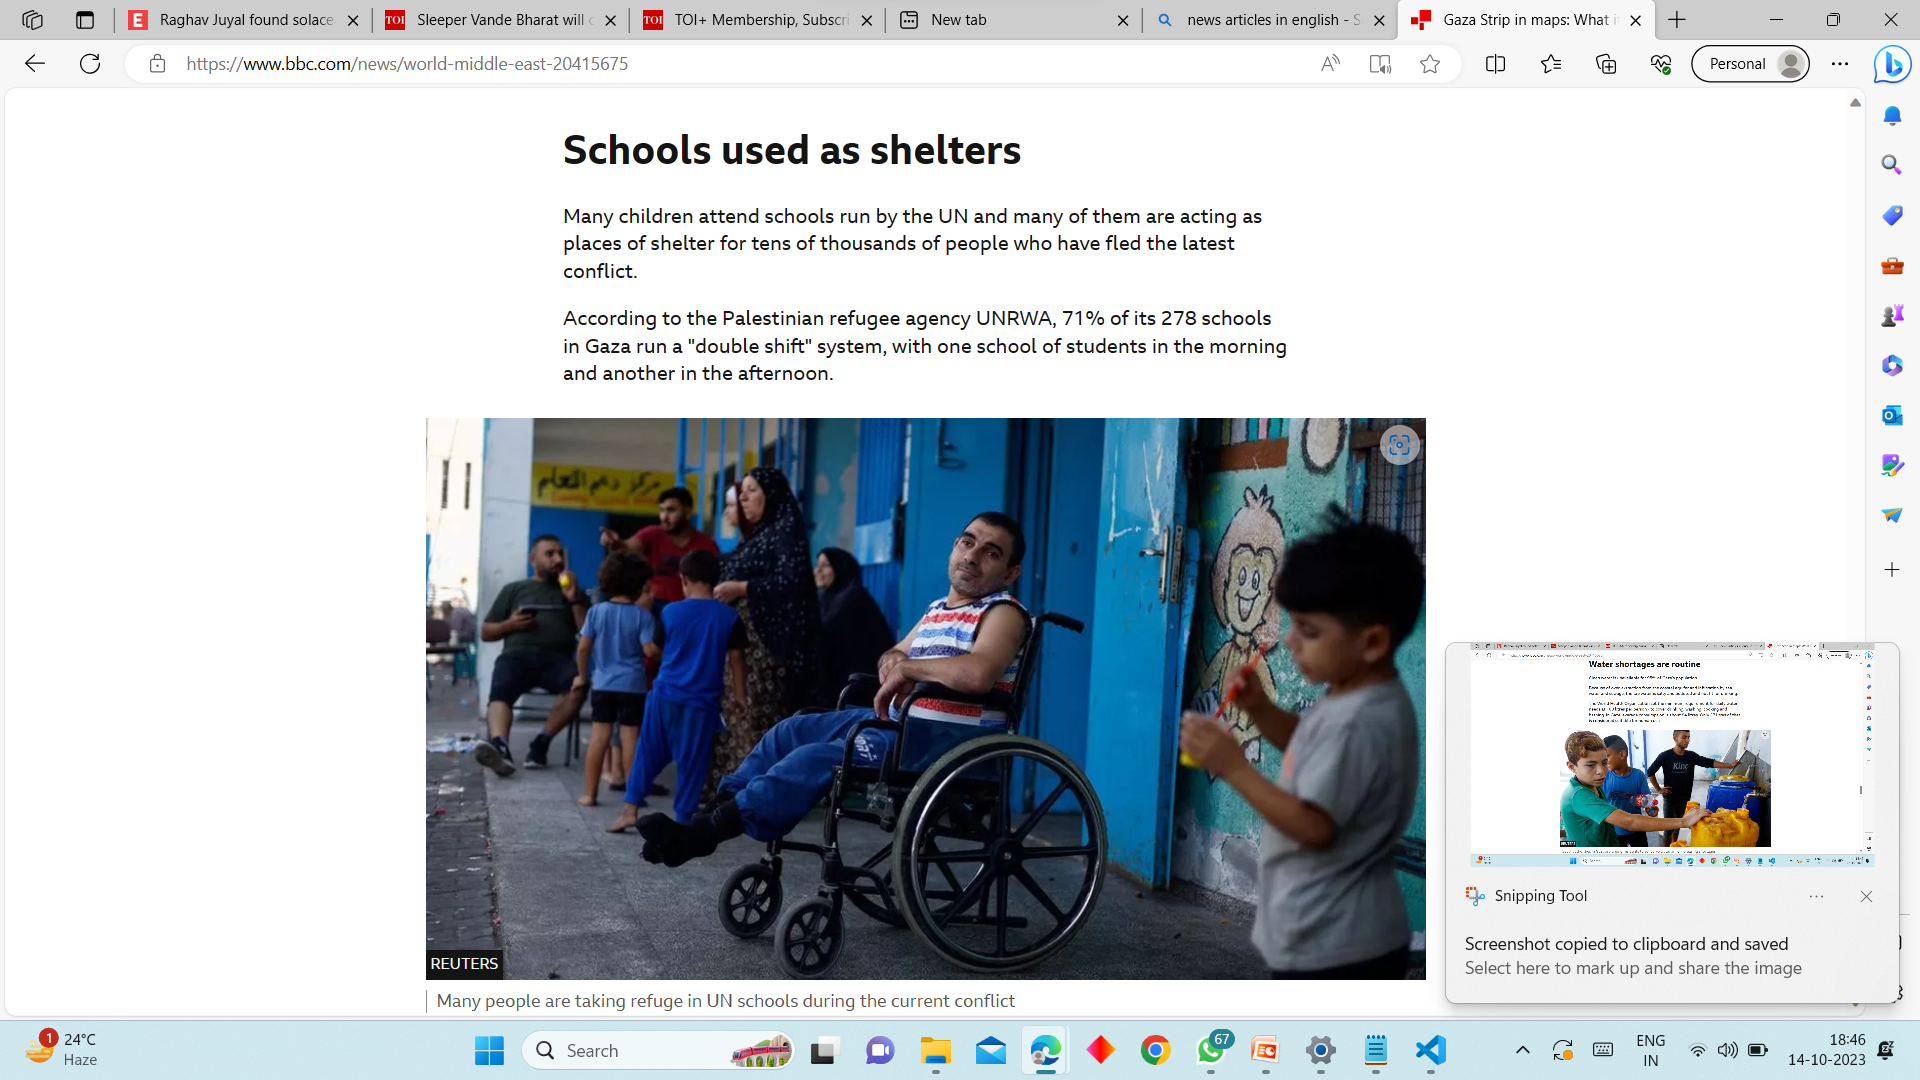 Raghav Juyal found solace
Sleeper Vande Bharat will
TOI+ Membership, Subscri
New tab
news articles in english - S
Gaza Strip in maps: What i
https://www.bbc.com/news/world-middle-east-20415675
Personal
Schools used as shelters
Many children attend schools run by the UN and many of them are acting as
places of shelter for tens of thousands of people who have fled the latest
conflict.
According to the Palestinian refugee agency UNRWA, 71% of its 278 schools
in Gaza run a "double shift" system, with one school of students in the morning
and another in the afternoon.
مركز دعم التعلم
REUTERS
Many people are taking refuge in UN schools during the current conflict
Water shortages are routine
Snipping Tool
Screenshot copied to clipboard and saved
Select here to mark up and share the image
1
24°C
Haze
Search
67
ENG
IN
18:46
14-10-2023